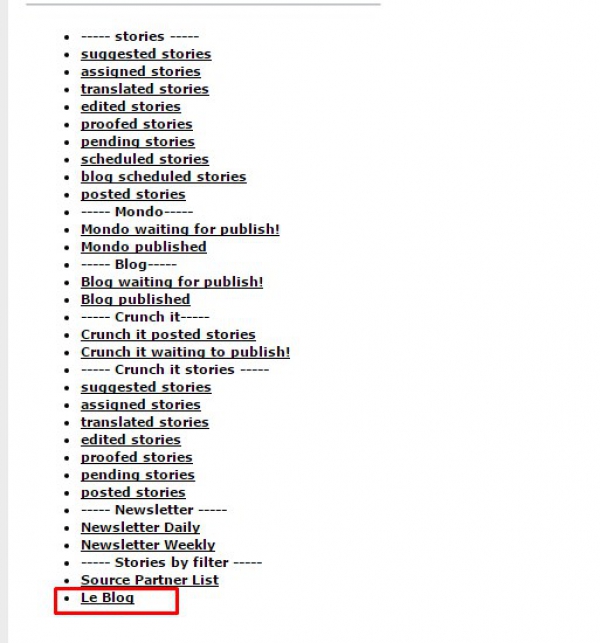 ----- stories -----
suggested stories
assigned stories
translated stories
edited stories
proofed stories
pending stories
scheduled stories
blog scheduled stories
posted stories
----- Mondo-----
Mondo waiting for publish!
Mondo published
----- Blog-----
Blog waiting for publish!
Blog published
----- Crunch it-----
Crunch it posted stories
Crunch it waiting to publish!
----- Crunch it stories -----
suggested stories
assigned stories
translated stories
edited stories
proofed stories
pending stories
posted stories
----- Newsletter -----
Newsletter Daily
Newsletter Weekly
----- Stories by filter -----
Source Partner List
Le Blog